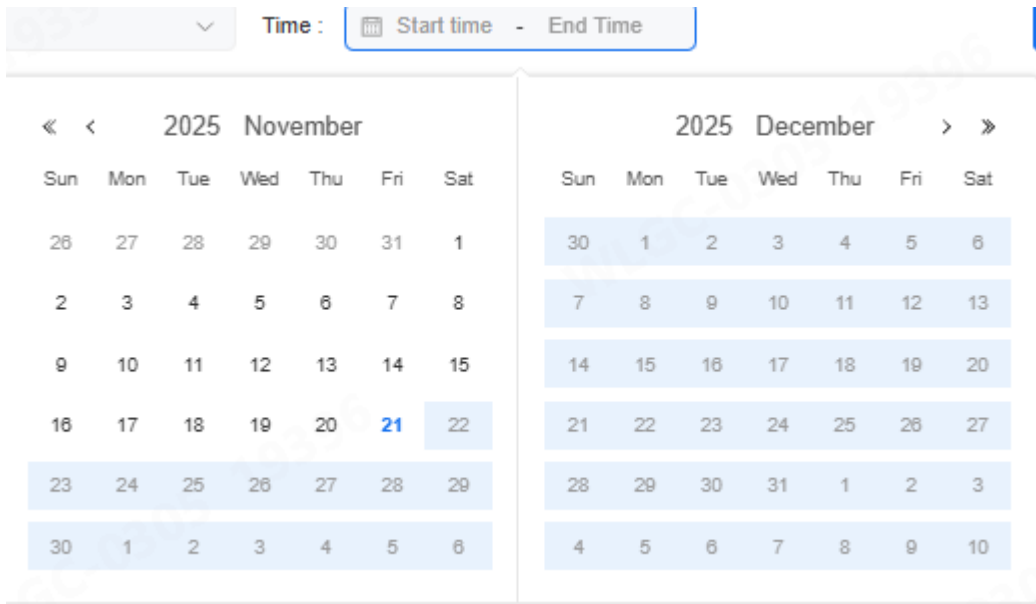 Time : Start time - End Time
2025 November
Sun Mon Tue Wed Thu Fri Sat
26 27 28 29 30 31 1
2 3 4 5 6 7 8
9 10 11 12 13 14 15
16 17 18 19 20 21 22
23 24 25 26 27 28 29
30 1 2 3 4 5 6
2025 December
Sun Mon Tue Wed Thu Fri Sat
30 1 2 3 4 5 6
7 8 9 10 11 12 13
14 15 16 17 18 19 20
21 22 23 24 25 26 27
28 29 30 31 1 2 3
4 5 6 7 8 9 10
WLGC-0305 19396